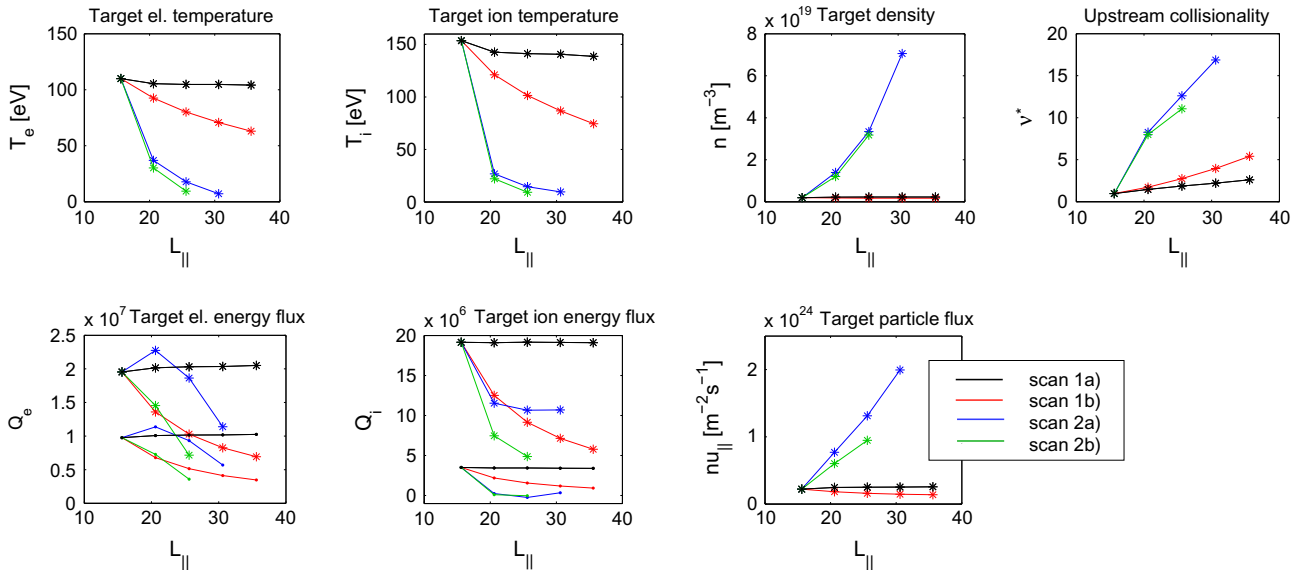 Target el. temperature
150
100
50
0
10 20 30 40
T_e [eV]
L_||
Target ion temperature
150
100
50
0
10 20 30 40
T_i [eV]
L_||
x 10^19 Target density
8
6
4
2
0
10 20 30 40
n [m^−3]
L_||
Upstream collisionality
20
15
10
5
0
10 20 30 40
ν*
L_||
x 10^7 Target el. energy flux
2.5
2
1.5
1
0.5
0
10 20 30 40
Q_e
L_||
x 10^6 Target ion energy flux
20
15
10
5
0
10 20 30 40
Q_i
L_||
x 10^24 Target particle flux
2
1
0
10 20 30 40
nu_|| [m^−2s^−1]
L_||
scan 1a)
scan 1b)
scan 2a)
scan 2b)